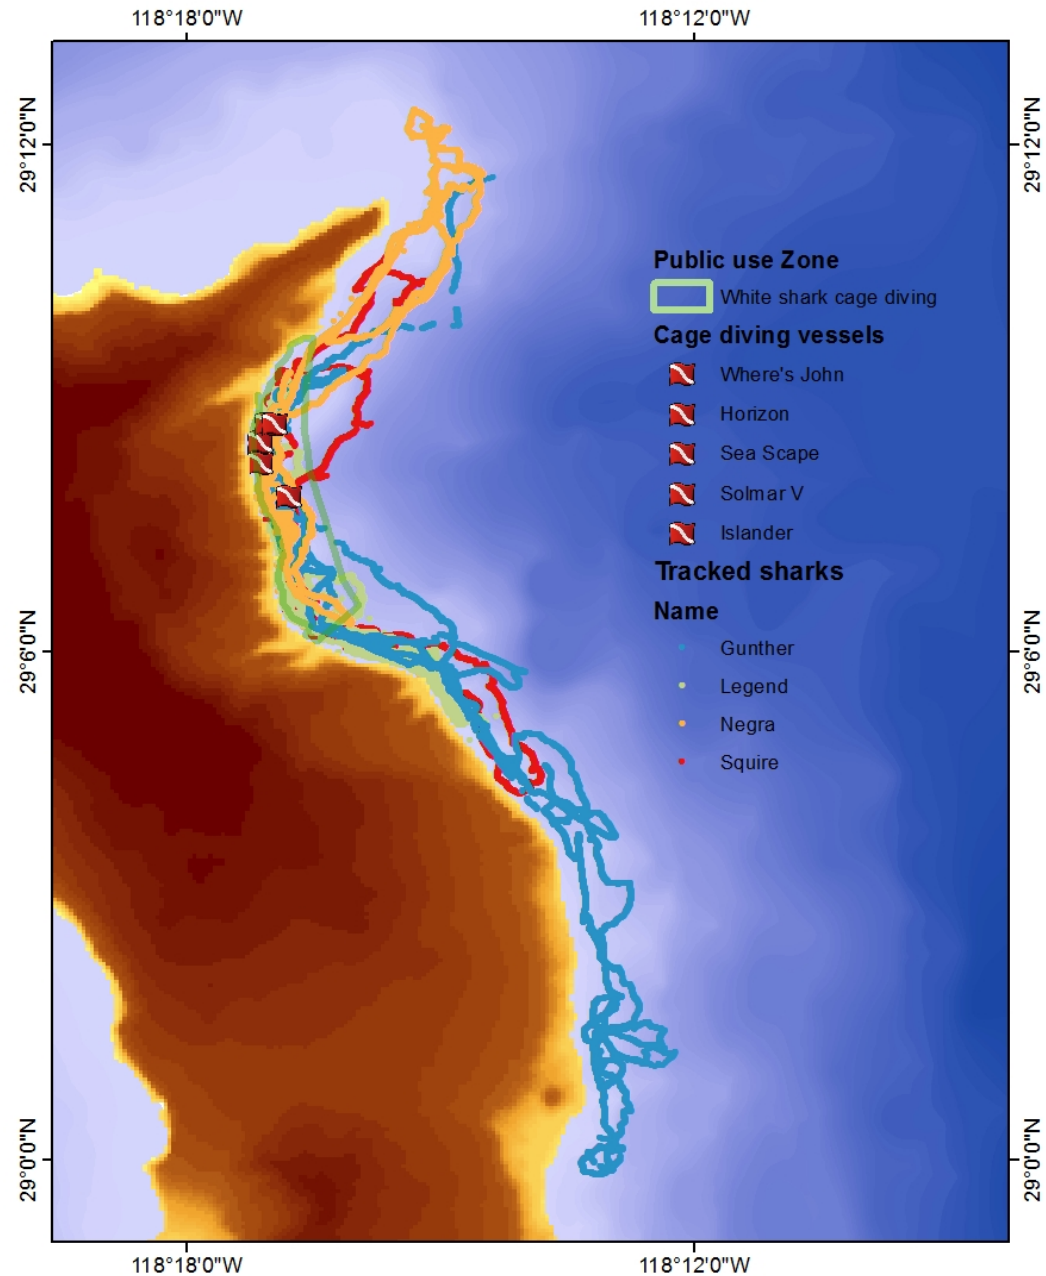 118°18'0"W 118°12'0"W
29°12'0"N 29°12'0"N
Public use Zone
White shark cage diving
Cage diving vessels
Where's John
Horizon
Sea Scape
Solmar V
Islander
Tracked sharks
Name
29°6'0"N 29°6'0"N
Gunther
Legend
Negra
Squire
29°0'0"N 29°0'0"N
118°18'0"W 118°12'0"W